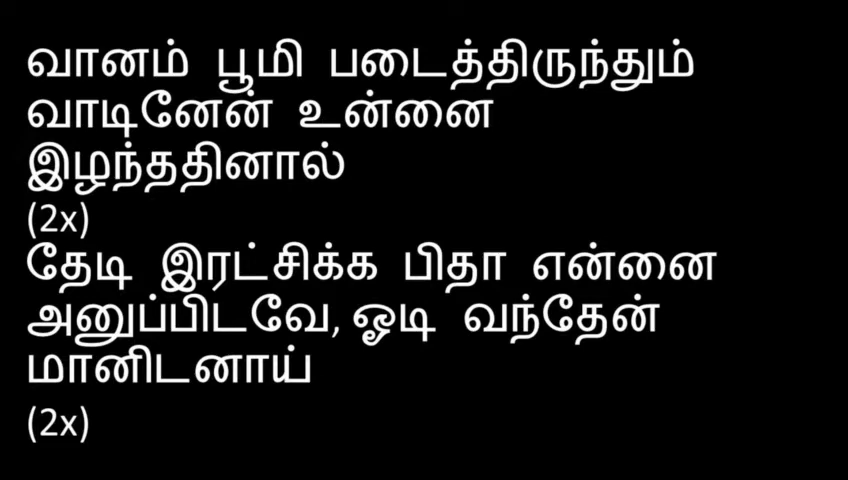 வானம் பூமி படைத்திருந்தும்
வாடினேன் உன்னை
இழந்ததினால்
(2x)
தேடி இரட்சிக்க பிதா என்னை
அனுப்பிடவே, ஓடி வந்தேன்
மானிடனாய்
(2x)